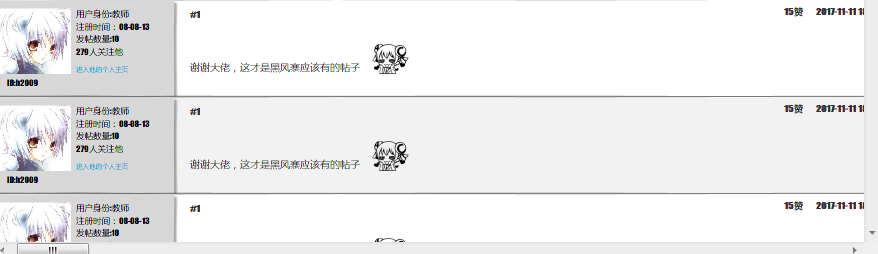 用户身份:教师
注册时间：08-08-13
发帖数量:10
279人关注他
进入他的个人主页
ID:h2009
#1
15赞 2017-11-11 18
谢谢大佬，这才是黑风寨应该有的帖子
用户身份:教师
注册时间：08-08-13
发帖数量:10
279人关注他
进入他的个人主页
ID:h2009
#1
15赞 2017-11-11 18
谢谢大佬，这才是黑风寨应该有的帖子
用户身份:教师
注册时间：08-08-13
发帖数量:10
#1
15赞 2017-11-11 18